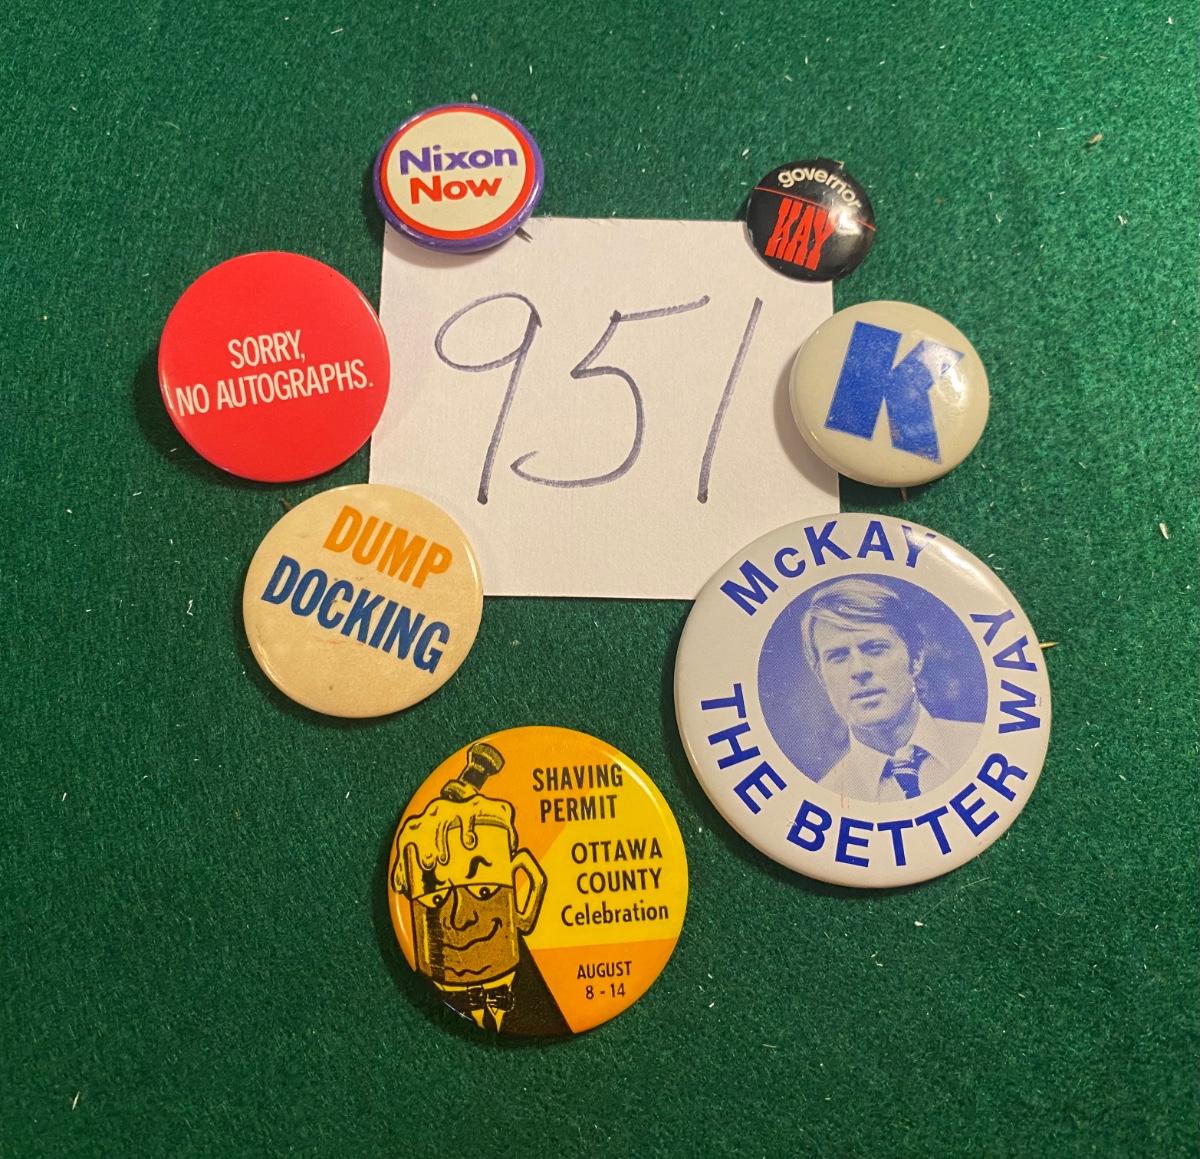 Nixon
Now
governor
KAY
SORRY,
NO AUTOGRAPHS.
951
K
DUMP
DOCKING
McKAY
THE BETTER WAY
SHAVING
PERMIT
OTTAWA
COUNTY
Celebration
AUGUST
8 - 14